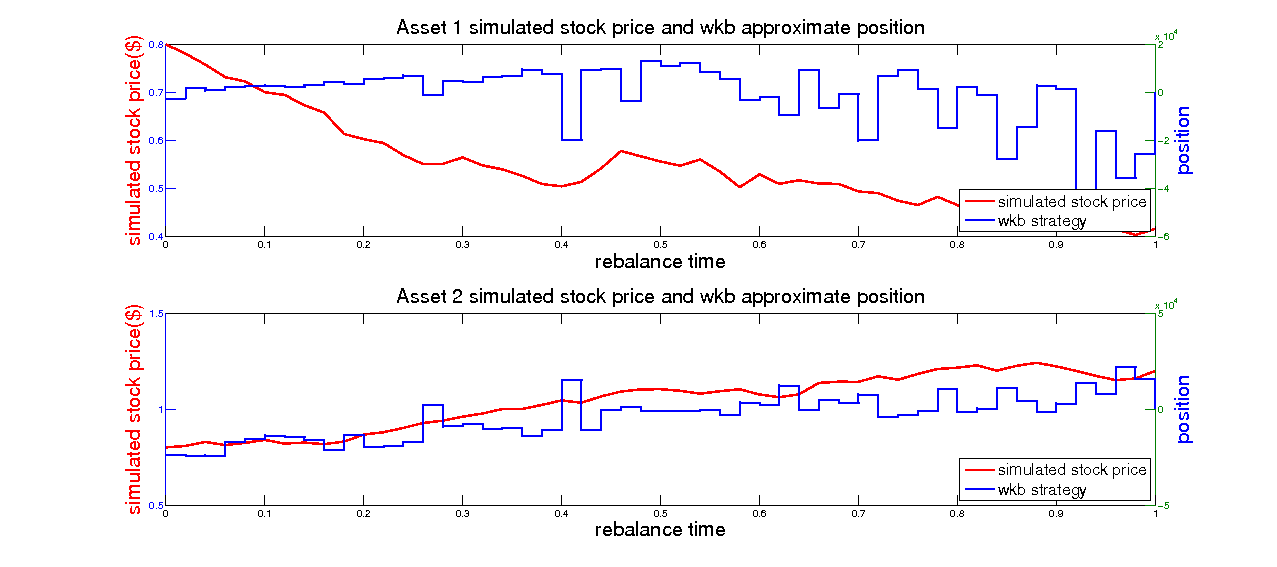 Asset 1 simulated stock price and wkb approximate position
x 10^4
0.8
0.7
0.6
0.5
0.4
2
0
-2
-4
-6
simulated stock price($)
position
simulated stock price
wkb strategy
0 0.1 0.2 0.3 0.4 0.5 0.6 0.7 0.8 0.9 1
rebalance time
Asset 2 simulated stock price and wkb approximate position
x 10^4
1.5
1
0.5
5
0
-5
simulated stock price($)
position
simulated stock price
wkb strategy
0 0.1 0.2 0.3 0.4 0.5 0.6 0.7 0.8 0.9 1
rebalance time